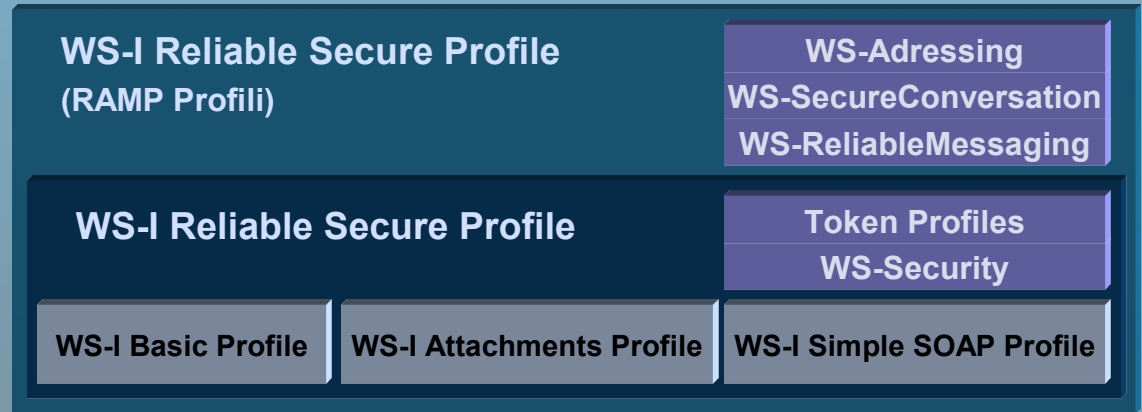 WS-I Reliable Secure Profile
(RAMP Profili)
WS-Adressing
WS-SecureConversation
WS-ReliableMessaging
WS-I Reliable Secure Profile
Token Profiles
WS-Security
WS-I Basic Profile
WS-I Attachments Profile
WS-I Simple SOAP Profile